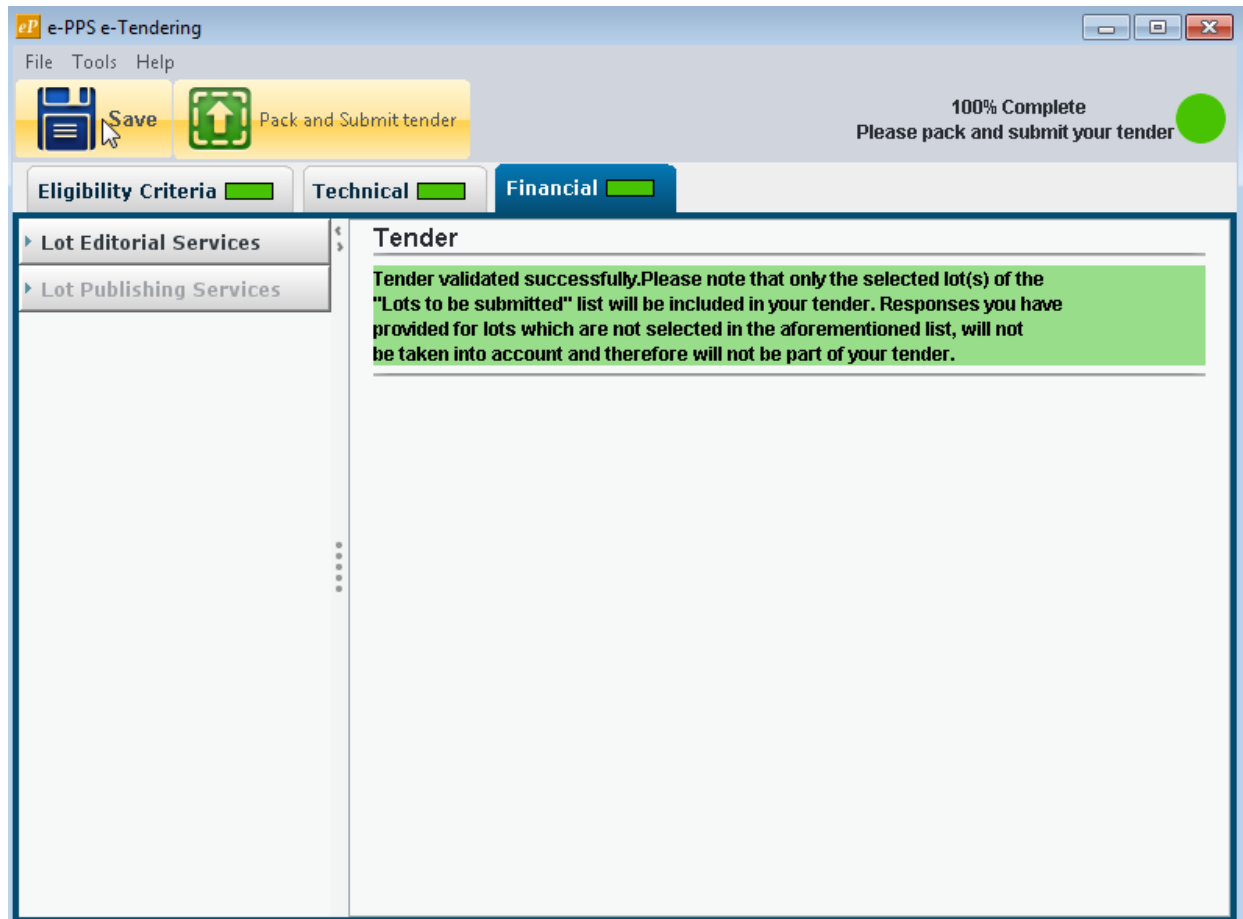 eP e-PPS e-Tendering
File Tools Help
Save Pack and Submit tender
100% Complete
Please pack and submit your tender
Eligibility Criteria Technical Financial
Lot Editorial Services
Lot Publishing Services
Tender
Tender validated successfully.Please note that only the selected lot(s) of the
"Lots to be submitted" list will be included in your tender. Responses you have
provided for lots which are not selected in the aforementioned list, will not
be taken into account and therefore will not be part of your tender.